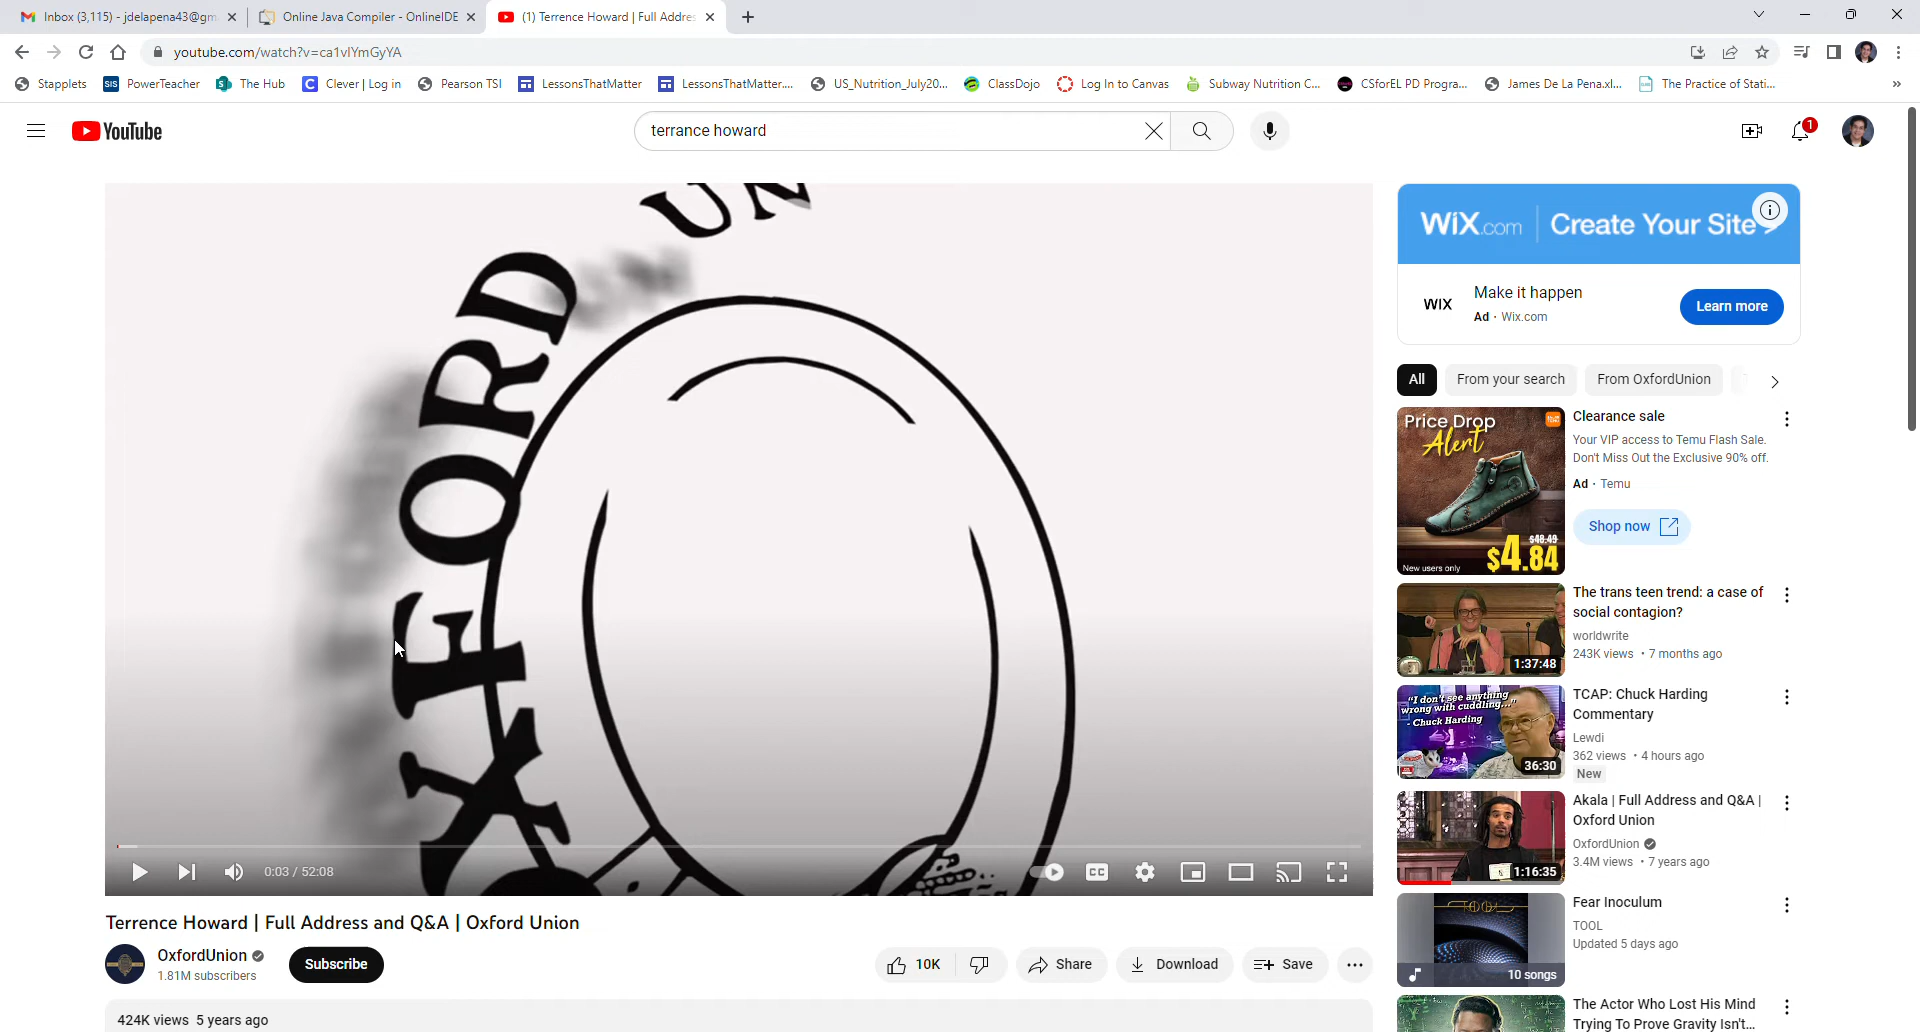 Inbox (3,115) - jdelapena43@gm
Online Java Compiler - OnlineIDE
(1) Terrence Howard | Full Addres
youtube.com/watch?v=ca1vlYmGyYA
Stapplets
SIS PowerTeacher
The Hub
Clever | Log in
Pearson TSI
LessonsThatMatter
LessonsThatMatter....
US_Nutrition_July20...
ClassDojo
Log In to Canvas
Subway Nutrition C...
CSforEL PD Progra...
James De La Pena.xl...
The Practice of Stati...
»
YouTube
terrance howard
1
OXFORD UN
WiX.com | Create Your Site >
WIX
Make it happen
Ad · Wix.com
Learn more
All
From your search
From OxfordUnion
Price Drop
Alert
New users only
$48.49
$4.84
Clearance sale
Your VIP access to Temu Flash Sale.
Don't Miss Out the Exclusive 90% off.
Ad · Temu
Shop now
1:37:48
The trans teen trend: a case of
social contagion?
worldwrite
243K views • 7 months ago
"I don't see anything
wrong with cuddling..."
- Chuck Harding
36:30
TCAP: Chuck Harding
Commentary
Lewdi
362 views • 4 hours ago
New
1:16:35
Akala | Full Address and Q&A |
Oxford Union
OxfordUnion
3.4M views • 7 years ago
TOOL
10 songs
Fear Inoculum
TOOL
Updated 5 days ago
The Actor Who Lost His Mind
Trying To Prove Gravity Isn't...
0:03 / 52:08
CC
Terrence Howard | Full Address and Q&A | Oxford Union
OxfordUnion
1.81M subscribers
Subscribe
10K
Share
Download
Save
424K views 5 years ago